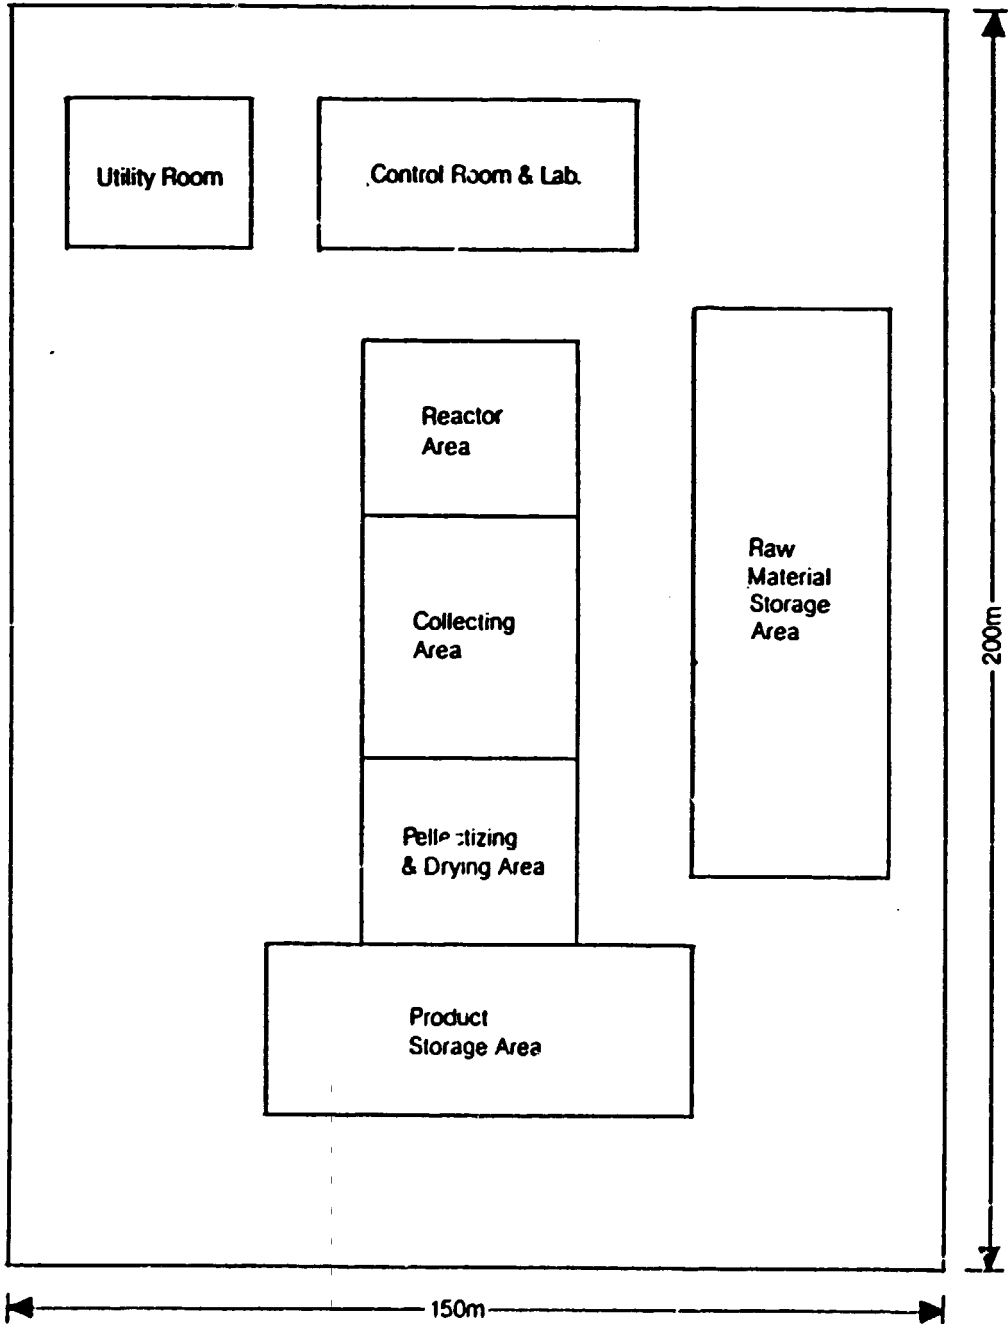 Utility Room
Control Room & Lab.
Reactor
Area
Raw
Material
Storage
Area
Collecting
Area
200m
& Drying Area
Product
Storage Area
150m